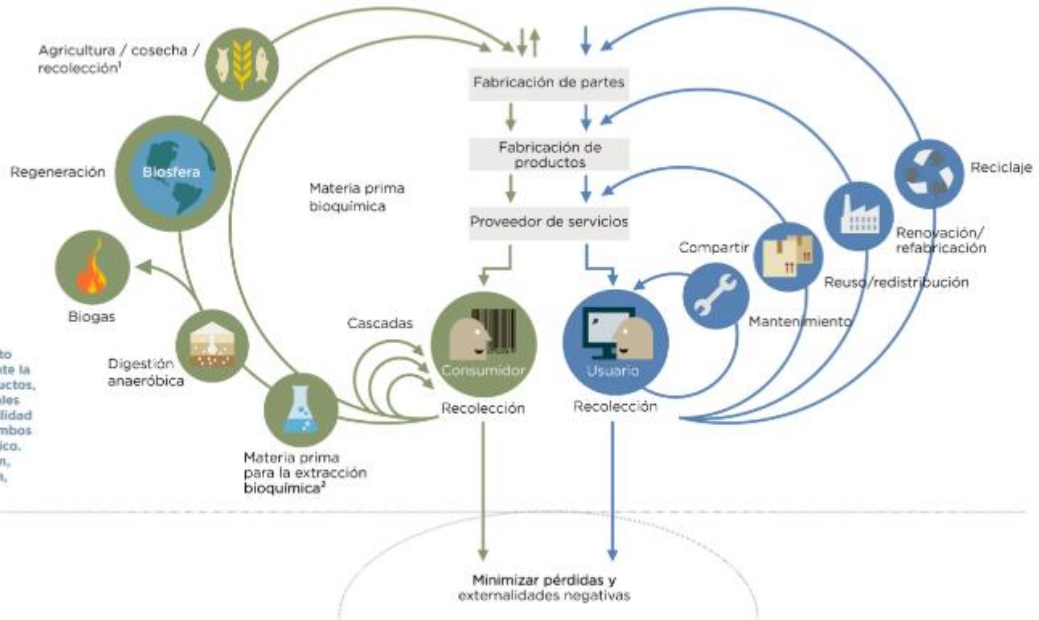 Agricultura / cosecha /
recolección¹
Fabricación de partes
Fabricación de
productos
Proveedor de servicios
Regeneración
Biosfera
Materia prima
bioquímica
Reciclaje
Renovación/
refabricación
Compartir
Reuso/redistribución
Mantenimiento
Biogas
Cascadas
Digestión
anaeróbica
Consumidor
Usuario
Recolección
Recolección
Materia prima
para la extracción
bioquímica²
Minimizar pérdidas y
externalidades negativas